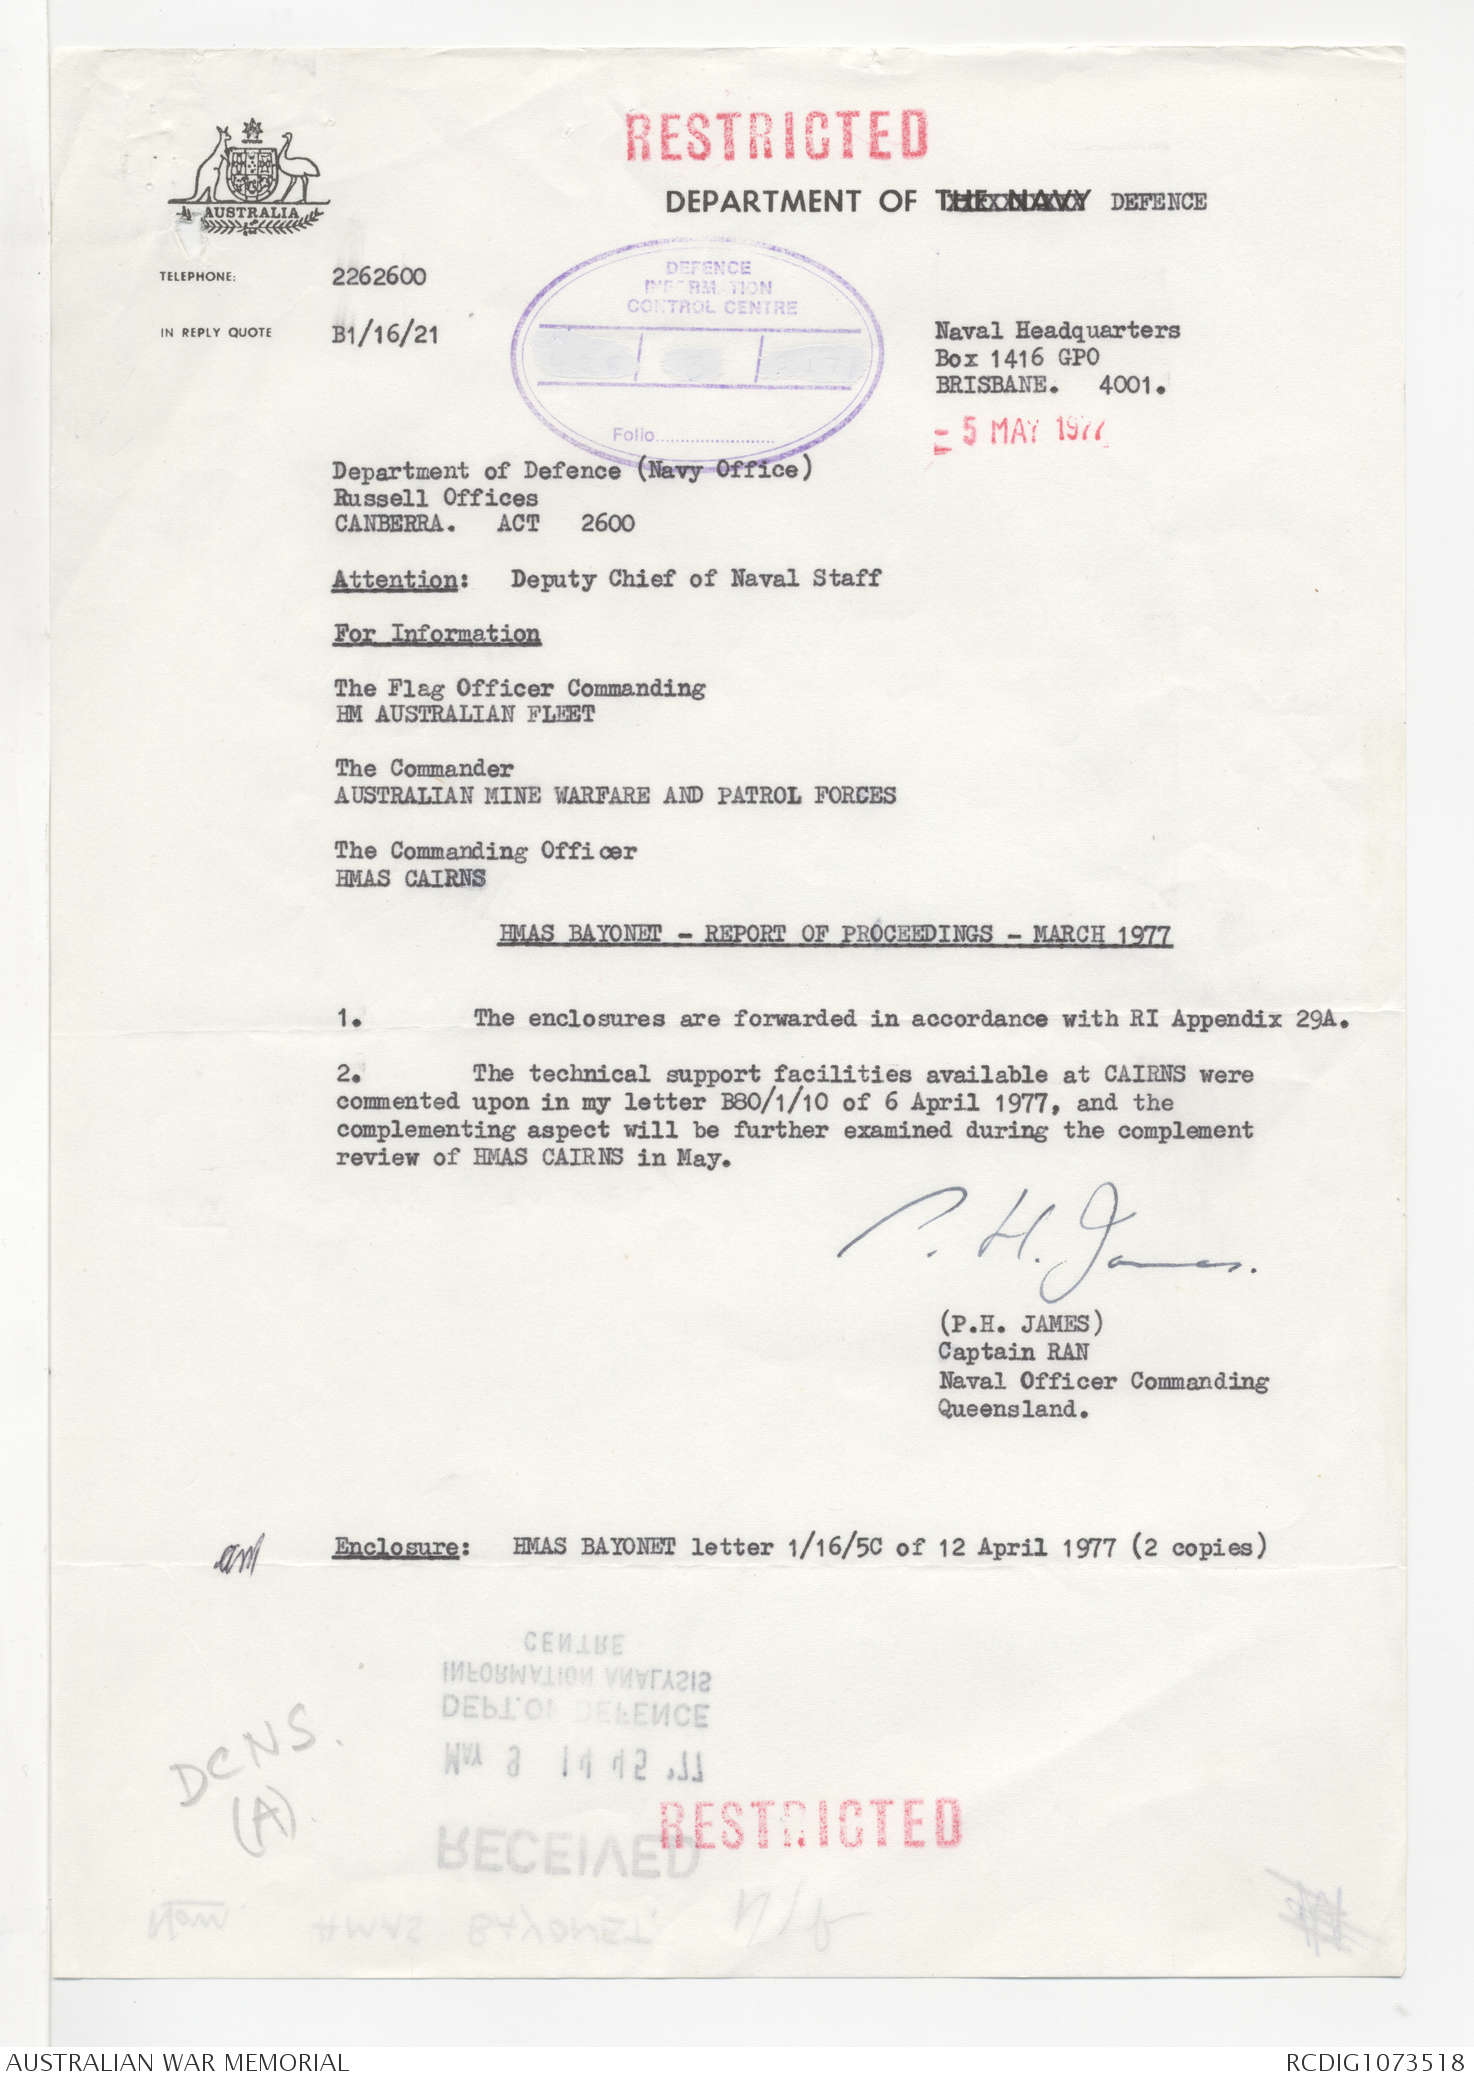 RESTRICTED
AUSTRALIA
DEPARTMENT OF THE NAVY DEFENCE
TELEPHONE: 2262600
IN REPLY QUOTE B1/16/21
DEFENCE
INFORMATION
CONTROL CENTRE
Folio
Naval Headquarters
Box 1416 GPO
BRISBANE. 4001.
- 5 MAY 1977
Department of Defence (Navy Office)
Russell Offices
CANBERRA. ACT 2600
Attention: Deputy Chief of Naval Staff
For Information
The Flag Officer Commanding
HM AUSTRALIAN FLEET
The Commander
AUSTRALIAN MINE WARFARE AND PATROL FORCES
The Commanding Officer
HMAS CAIRNS
HMAS BAYONET - REPORT OF PROCEEDINGS - MARCH 1977
1. The enclosures are forwarded in accordance with RI Appendix 29A.
2. The technical support facilities available at CAIRNS were
commented upon in my letter B80/1/10 of 6 April 1977, and the
complementing aspect will be further examined during the complement
review of HMAS CAIRNS in May.
P. H. James.
(P.H. JAMES)
Captain RAN
Naval Officer Commanding
Queensland.
Enclosure: HMAS BAYONET letter 1/16/5C of 12 April 1977 (2 copies)
CENTRE
INFORMATION ANALYSIS
DEPT. OF DEFENCE
MAY 9 '77
DCNS.
(A).
RESTRICTED
RECEIVED
HMAS BAYONET.
AUSTRALIAN WAR MEMORIAL
RCDIG1073518